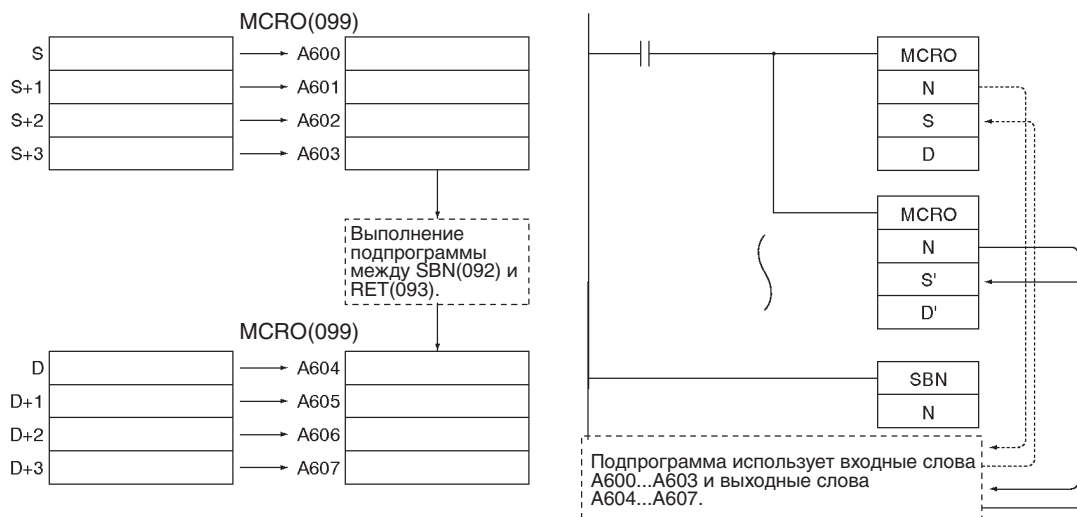 MCRO(099)
S A600
S+1 A601
S+2 A602
S+3 A603
Выполнение
подпрограммы
между SBN(092) и
RET(093).
MCRO(099)
D A604
D+1 A605
D+2 A606
D+3 A607
MCRO
N
S
D
MCRO
N
S'
D'
SBN
N
Подпрограмма использует входные слова
A600...A603 и выходные слова
A604...A607.